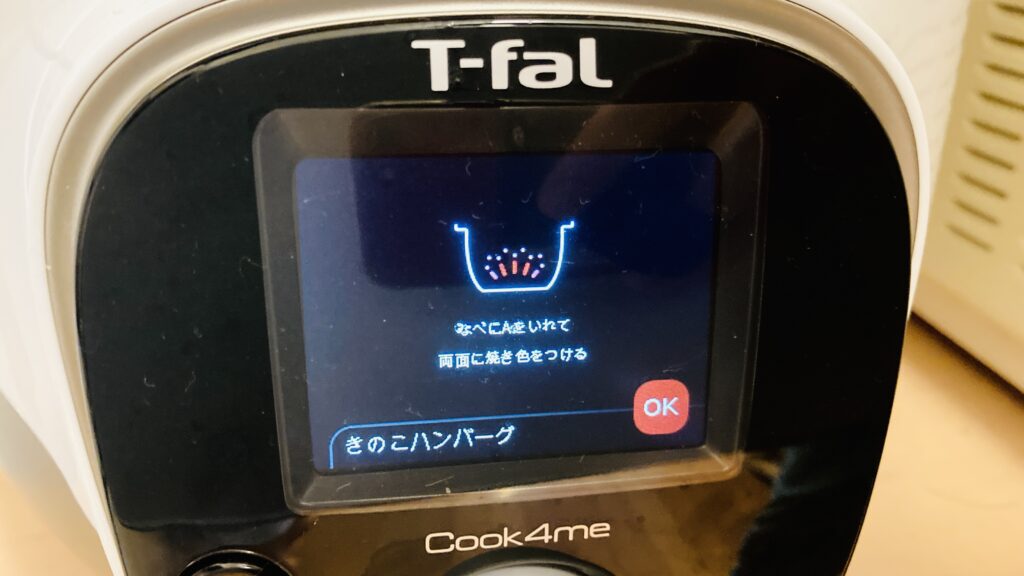 T-fal
なべにAをいれて
両面に焼き色をつける
OK
きのこハンバーグ
Cook4me